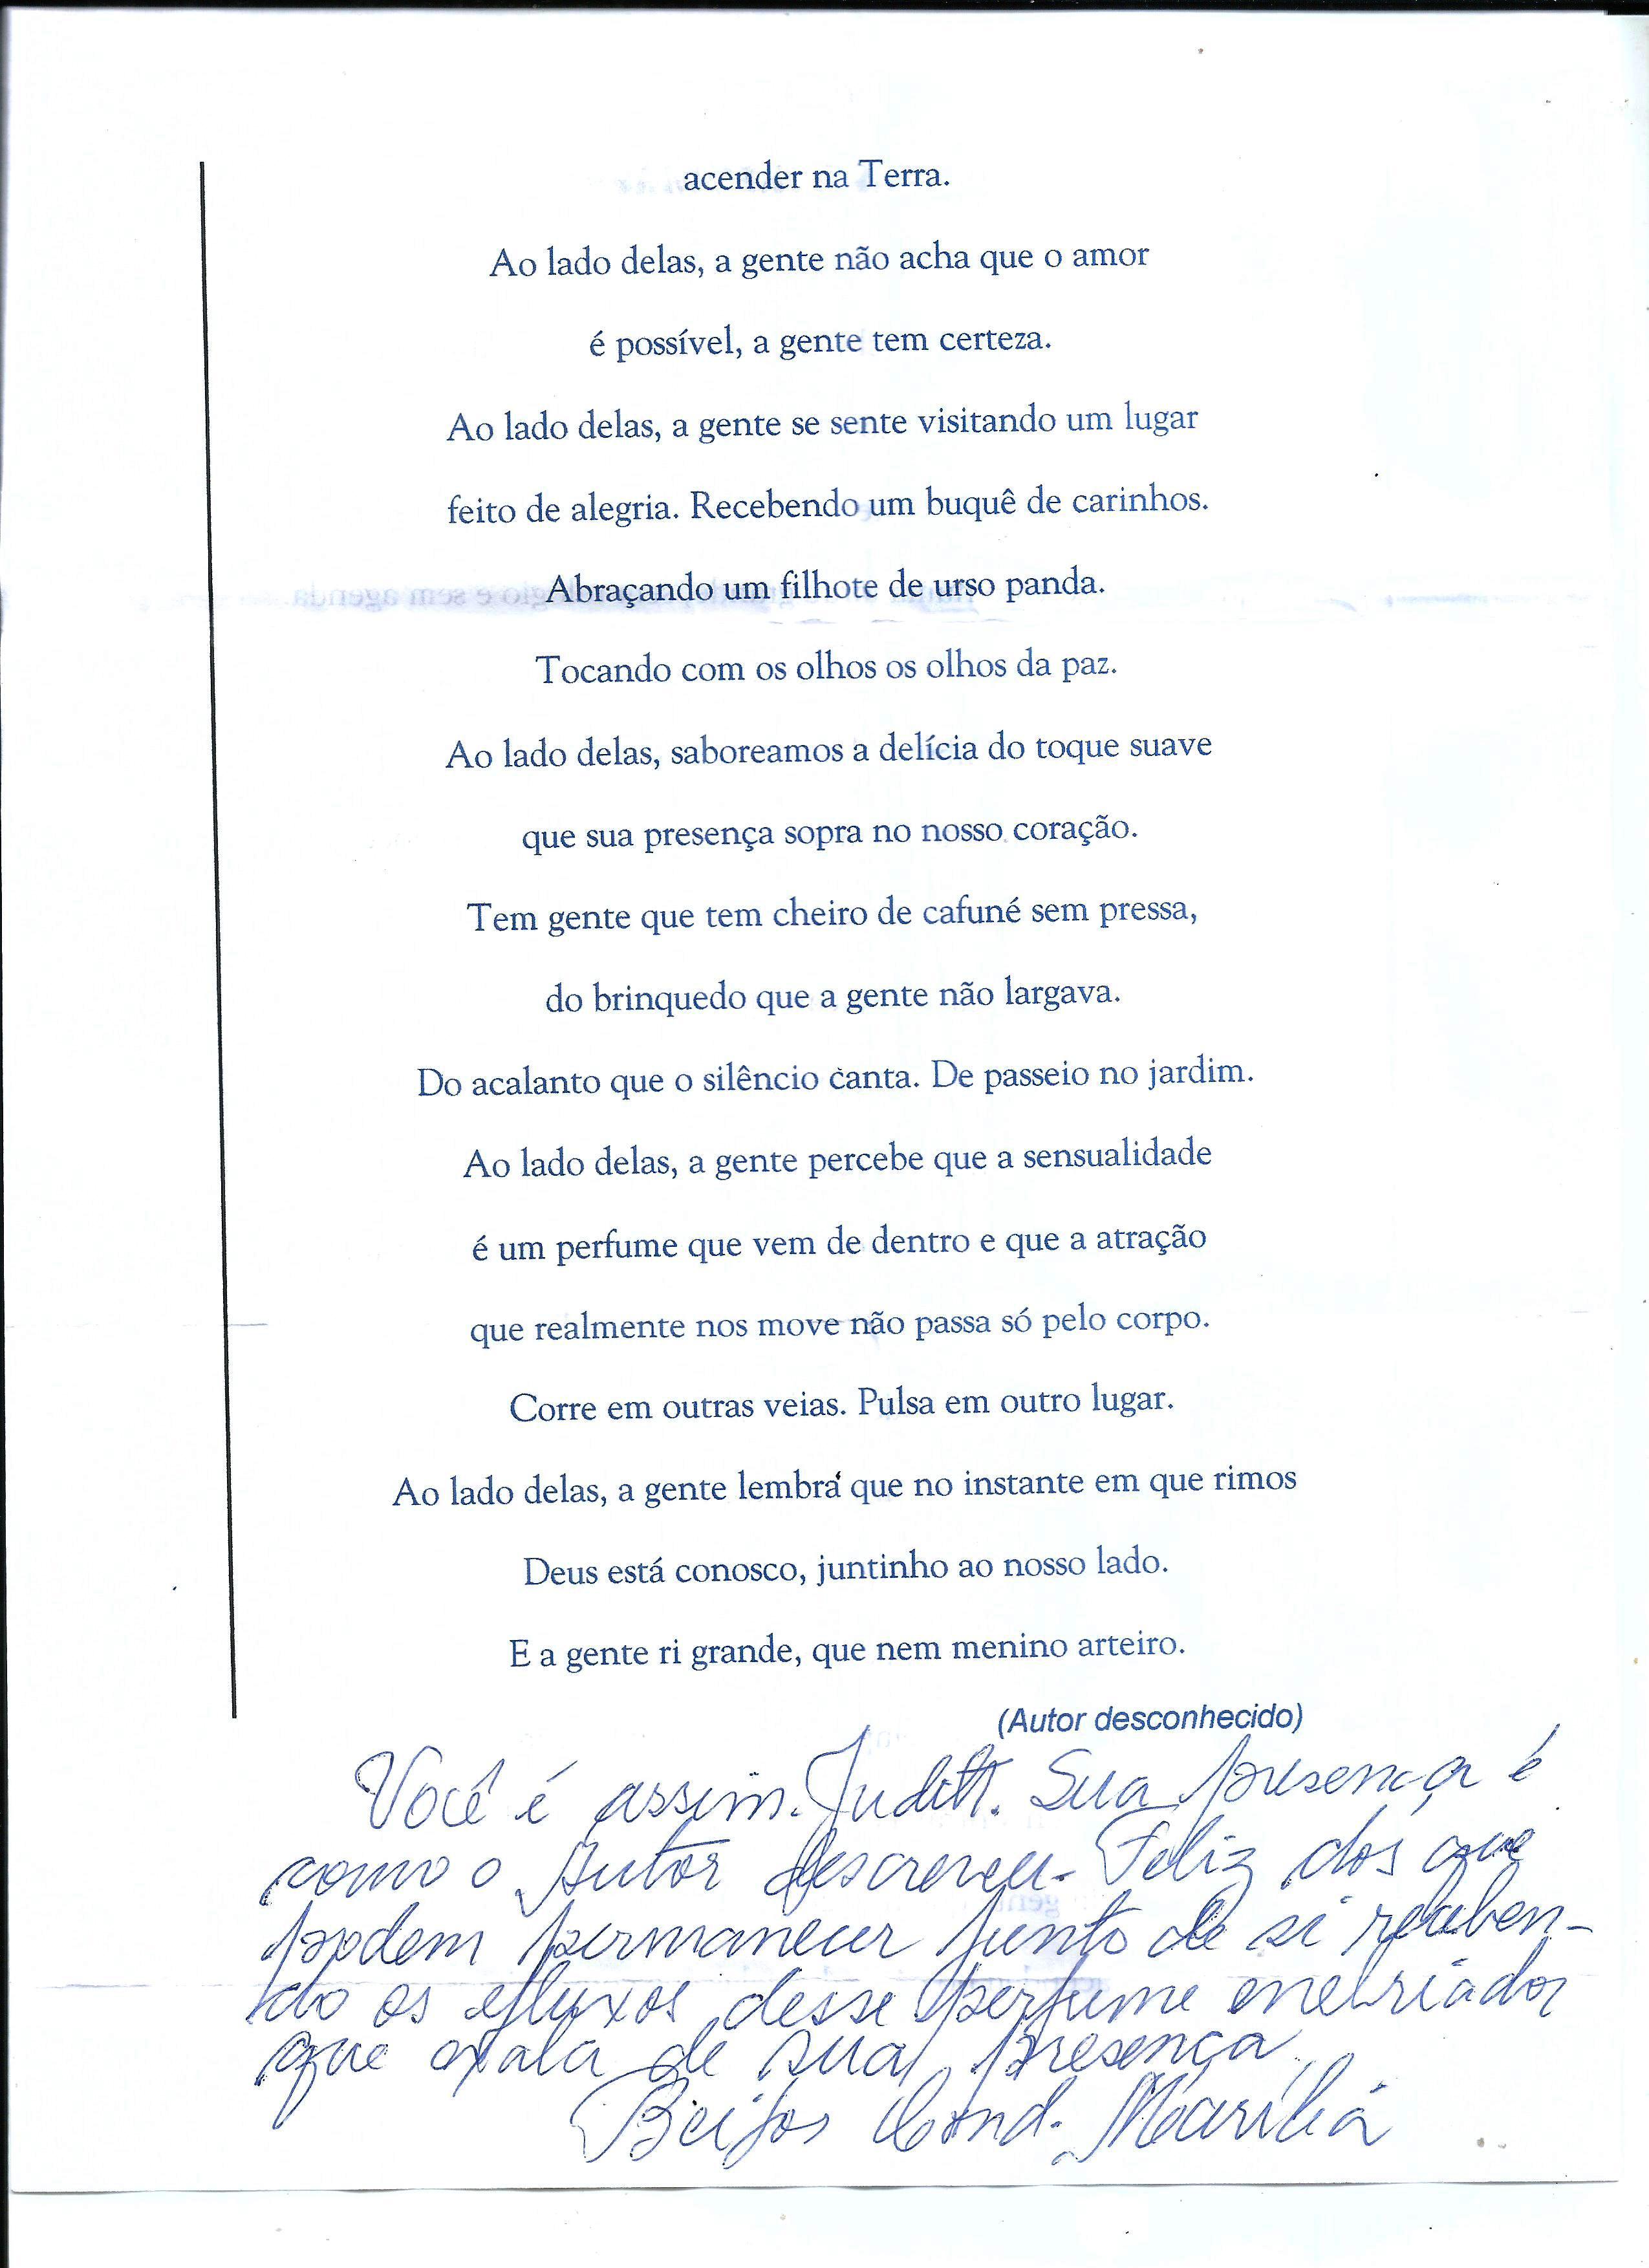 acender na Terra.
Ao lado delas, a gente não acha que o amor
é possível, a gente tem certeza.
Ao lado delas, a gente se sente visitando um lugar
feito de alegria. Recebendo um buquê de carinhos.
Abraçando um filhote de urso panda.
Tocando com os olhos os olhos da paz.
Ao lado delas, saboreamos a delícia do toque suave
que sua presença sopra no nosso coração.
Tem gente que tem cheiro de cafuné sem pressa,
do brinquedo que a gente não largava.
Do acalanto que o silêncio canta. De passeio no jardim.
Ao lado delas, a gente percebe que a sensualidade
é um perfume que vem de dentro e que a atração
que realmente nos move não passa só pelo corpo.
Corre em outras veias. Pulsa em outro lugar.
Ao lado delas, a gente lembra que no instante em que rimos
Deus está conosco, juntinho ao nosso lado.
E a gente ri grande, que nem menino arteiro.
(Autor desconhecido)
Você é assim. Judith. Sua presença é
como o Autor descreveu. Feliz dos que
podem permanecer junto de si receben-
do os efluxos desse perfume enebriador
que exala de sua presença.
Beijos Cond. Marília